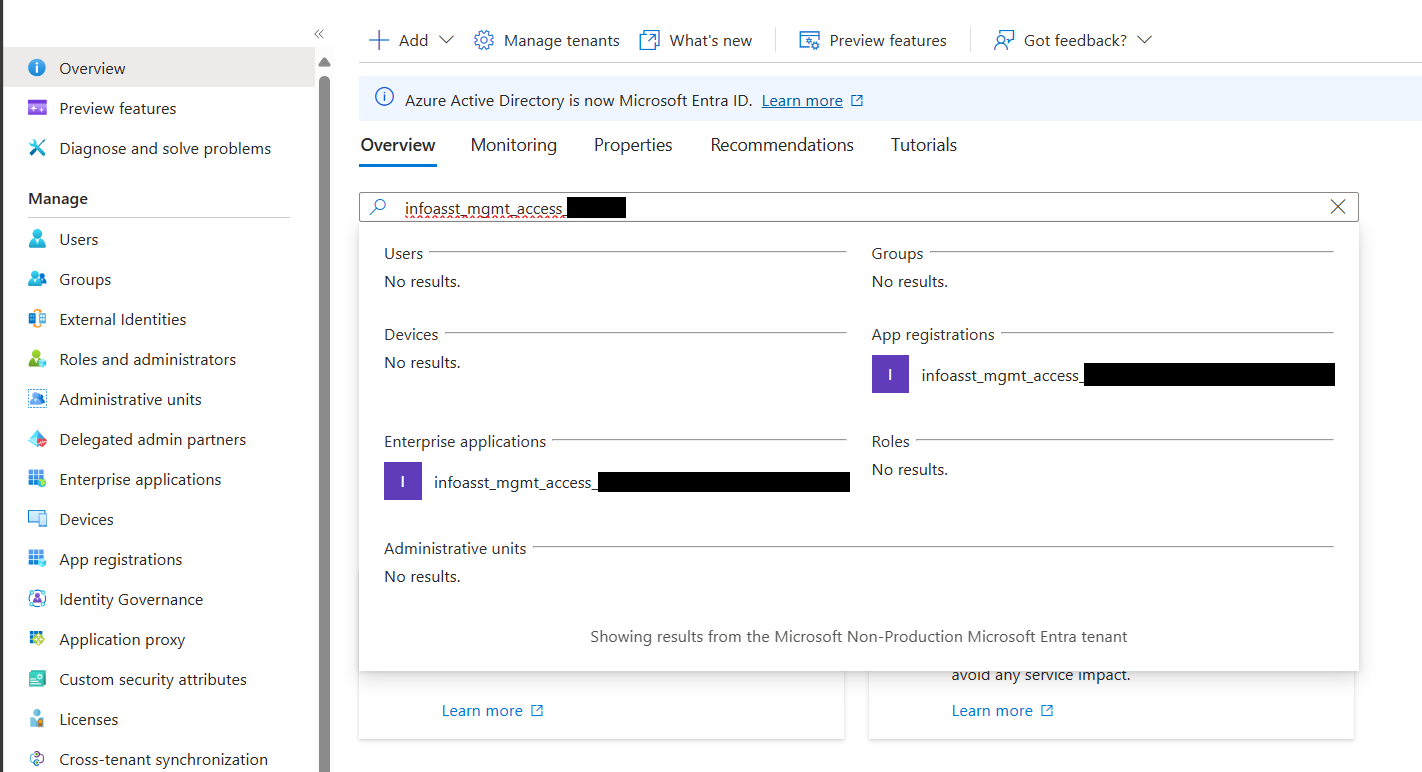 «
Add
Manage tenants
What's new
Preview features
Got feedback?
Overview
Preview features
Diagnose and solve problems
Manage
Users
Groups
External Identities
Roles and administrators
Administrative units
Delegated admin partners
Enterprise applications
Devices
App registrations
Identity Governance
Application proxy
Custom security attributes
Licenses
Cross-tenant synchronization
Azure Active Directory is now Microsoft Entra ID. Learn more
Overview
Monitoring
Properties
Recommendations
Tutorials
infoasst_mgmt_access_
Users
No results.
Groups
No results.
Devices
No results.
App registrations
I
infoasst_mgmt_access_
Enterprise applications
I
infoasst_mgmt_access_
Roles
No results.
Administrative units
No results.
Showing results from the Microsoft Non-Production Microsoft Entra tenant
avoid any service impact.
Learn more
Learn more